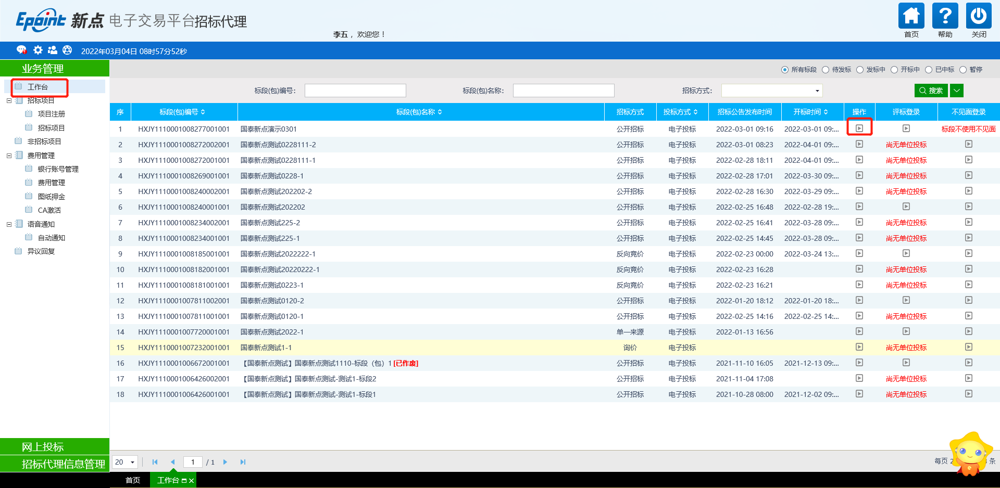 Epoint 新点 电子交易平台招标代理
李五 ，欢迎您！
首页 帮助 关闭
2022年03月04日 08时57分52秒
业务管理
工作台
招标项目
项目注册
招标项目
非招标项目
费用管理
银行账号管理
费用管理
图纸押金
CA激活
语音通知
自动通知
异议回复
网上投标
招标代理信息管理
所有标段 待发标 发标中 开标中 已中标 暂停
标段(包)编号： 标段(包)名称： 招标方式： 搜索
序 标段(包)编号 标段(包)名称 招标方式 投标方式 招标公告发布时间 开标时间 操作 评标登录 不见面登录
1 HXJY1110001008277001001 国泰新点演示0301 公开招标 电子投标 2022-03-01 09:16 2022-03-01 09:... 标段不使用不见面
2 HXJY1110001008272002001 国泰新点测试0228111-2 公开招标 电子投标 2022-03-01 08:23 2022-04-01 09:... 尚无单位投标
3 HXJY1110001008272001001 国泰新点测试0228111-1 公开招标 电子投标 2022-02-28 18:11 2022-04-01 09:... 尚无单位投标
4 HXJY1110001008269001001 国泰新点测试0228-1 公开招标 电子投标 2022-02-28 17:01 2022-03-30 09:... 尚无单位投标
5 HXJY1110001008240002001 国泰新点测试202202-2 公开招标 电子投标 2022-02-28 16:30 2022-03-29 09:... 尚无单位投标
6 HXJY1110001008240001001 国泰新点测试202202 公开招标 电子投标 2022-02-25 16:48 2022-02-28 19:...
7 HXJY1110001008234002001 国泰新点测试225-2 公开招标 电子投标 2022-02-25 16:41 2022-03-28 09:... 尚无单位投标
8 HXJY1110001008234001001 国泰新点测试225-1 公开招标 电子投标 2022-02-25 14:45 2022-03-28 09:... 尚无单位投标
9 HXJY1110001008185001001 国泰新点测试2022222-1 反向竞价 电子投标 2022-02-23 00:00 2022-03-24 13:...
10 HXJY1110001008182001001 国泰新点测试20220222-1 反向竞价 电子投标 2022-02-23 16:28 尚无单位投标
11 HXJY1110001008181001001 国泰新点测试0223-1 反向竞价 电子投标 2022-02-23 16:21 尚无单位投标
12 HXJY1110001007811002001 国泰新点测试0120-2 公开招标 电子投标 2022-01-20 18:12 2022-01-20 18:...
13 HXJY1110001007811001001 国泰新点测试0120-1 公开招标 电子投标 2022-02-25 14:16 2022-02-25 14:... 尚无单位投标
14 HXJY1110001007720001001 国泰新点测试2022-1 单一来源 电子投标 2022-01-13 16:56
15 HXJY1110001007232001001 国泰新点测试1-1 询价 电子投标 尚无单位投标
16 HXJY1110001006672001001 【国泰新点测试】国泰新点测试1110-标段（包）1 [已作废] 公开招标 电子投标 2021-11-10 16:05 2021-12-13 09:...
17 HXJY1110001006426002001 【国泰新点测试】国泰新点测试-测试1-标段2 公开招标 电子投标 2021-11-04 17:08 尚无单位投标
18 HXJY1110001006426001001 【国泰新点测试】国泰新点测试-测试1-标段1 公开招标 电子投标 2021-10-28 08:00 2021-12-02 09:... 尚无单位投标
20 1 / 1 每页 2 条
首页 工作台